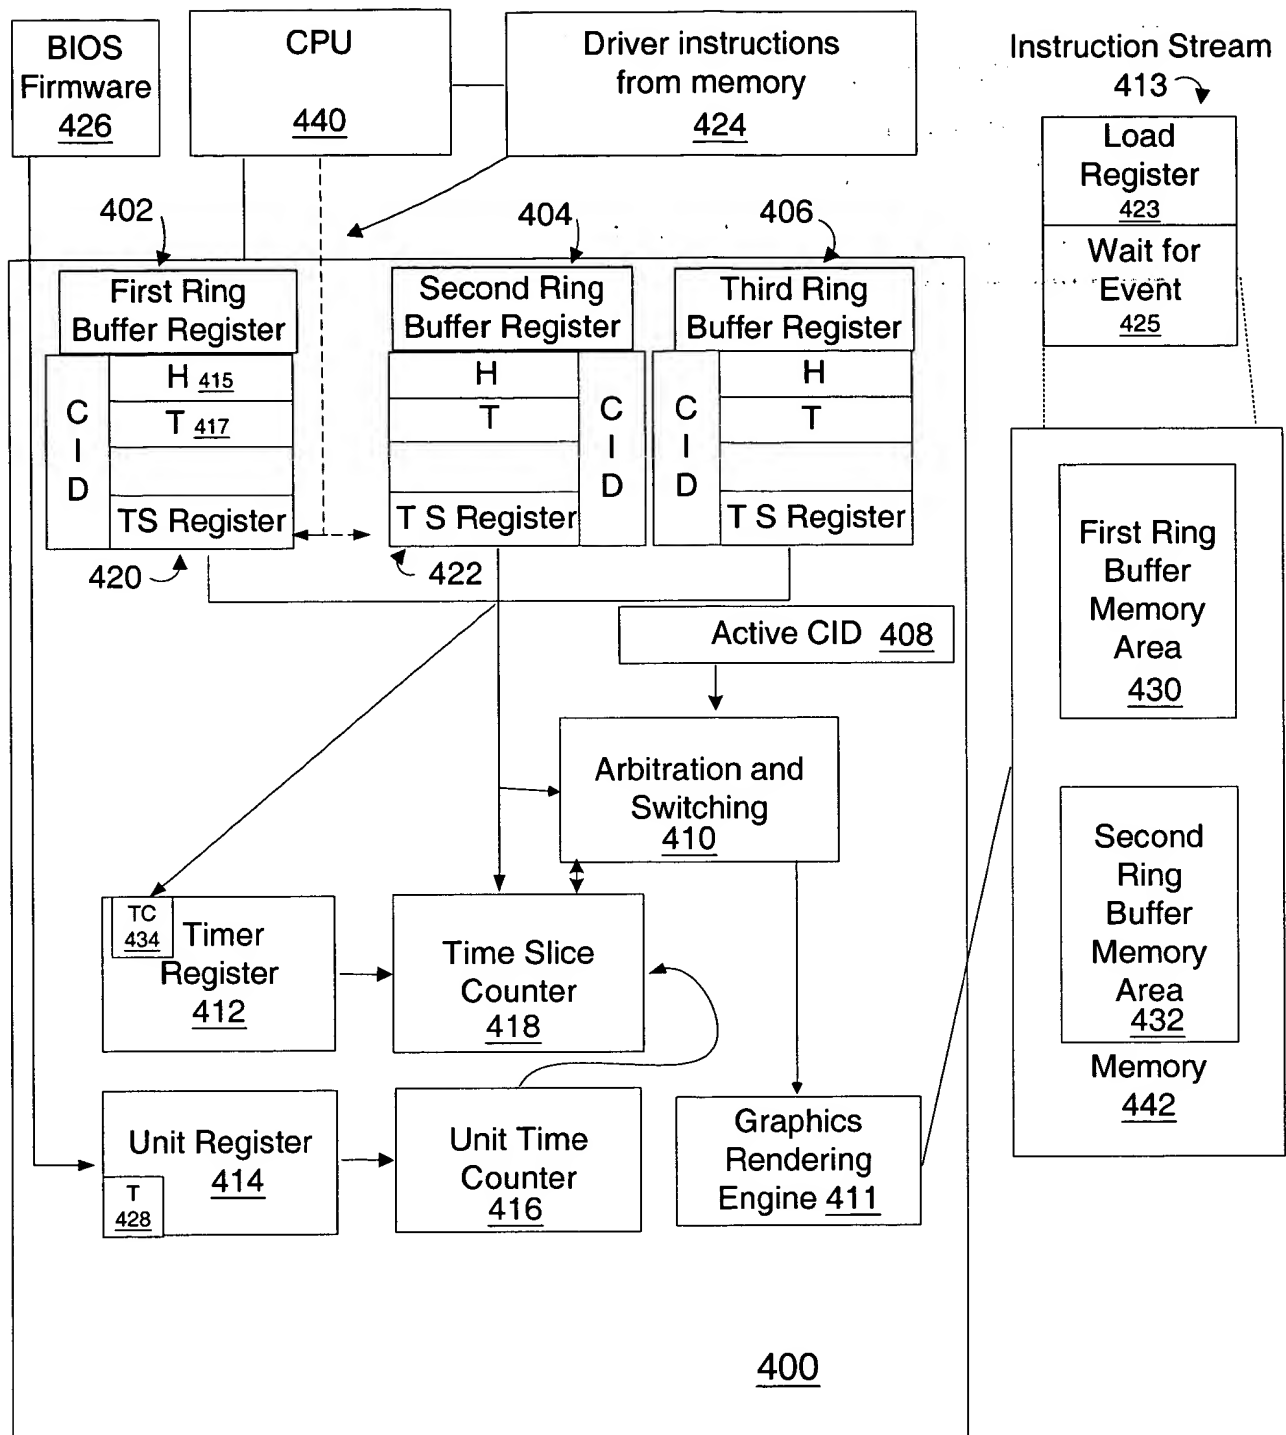 BIOS
Firmware
426
CPU
440
Driver instructions
from memory
424
Instruction Stream
413
Load
Register
423
Wait for
Event
425
402
404
406
First Ring
Buffer Register
C
I
D
H 415
T 417
TS Register
420
Second Ring
Buffer Register
H
T
T S Register
C
I
D
422
Third Ring
Buffer Register
C
I
D
H
T
T S Register
Active CID 408
Arbitration and
Switching
410
TC
434
Timer
Register
412
Time Slice
Counter
418
Unit Register
414
T
428
Unit Time
Counter
416
Graphics
Rendering
Engine 411
First Ring
Buffer
Memory
Area
430
Second
Ring
Buffer
Memory
Area
432
Memory
442
400